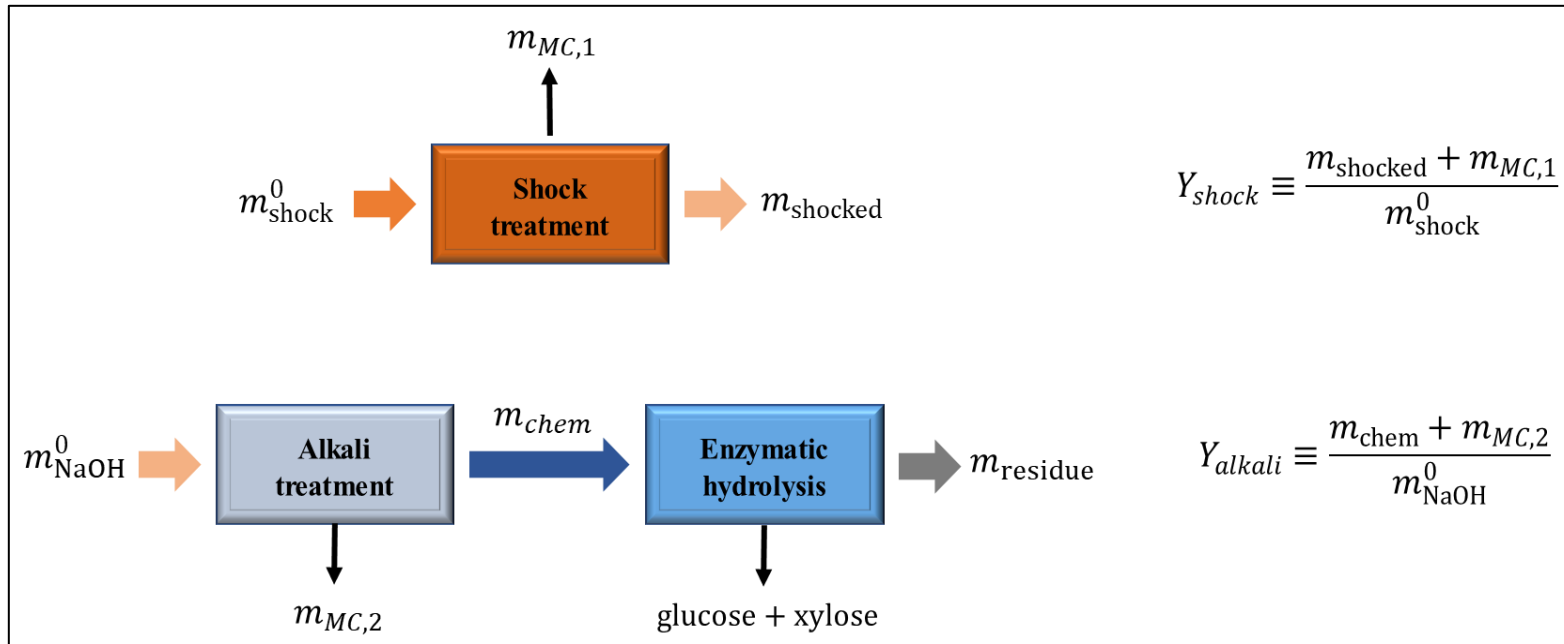 m_{MC,1}
m^0_{shock}
Shock
treatment
m_{shocked}
Y_{shock} ≡ \frac{m_{shocked} + m_{MC,1}}{m^0_{shock}}
m^0_{NaOH}
Alkali
treatment
m_{chem}
Enzymatic
hydrolysis
m_{residue}
Y_{alkali} ≡ \frac{m_{chem} + m_{MC,2}}{m^0_{NaOH}}
m_{MC,2}
glucose + xylose